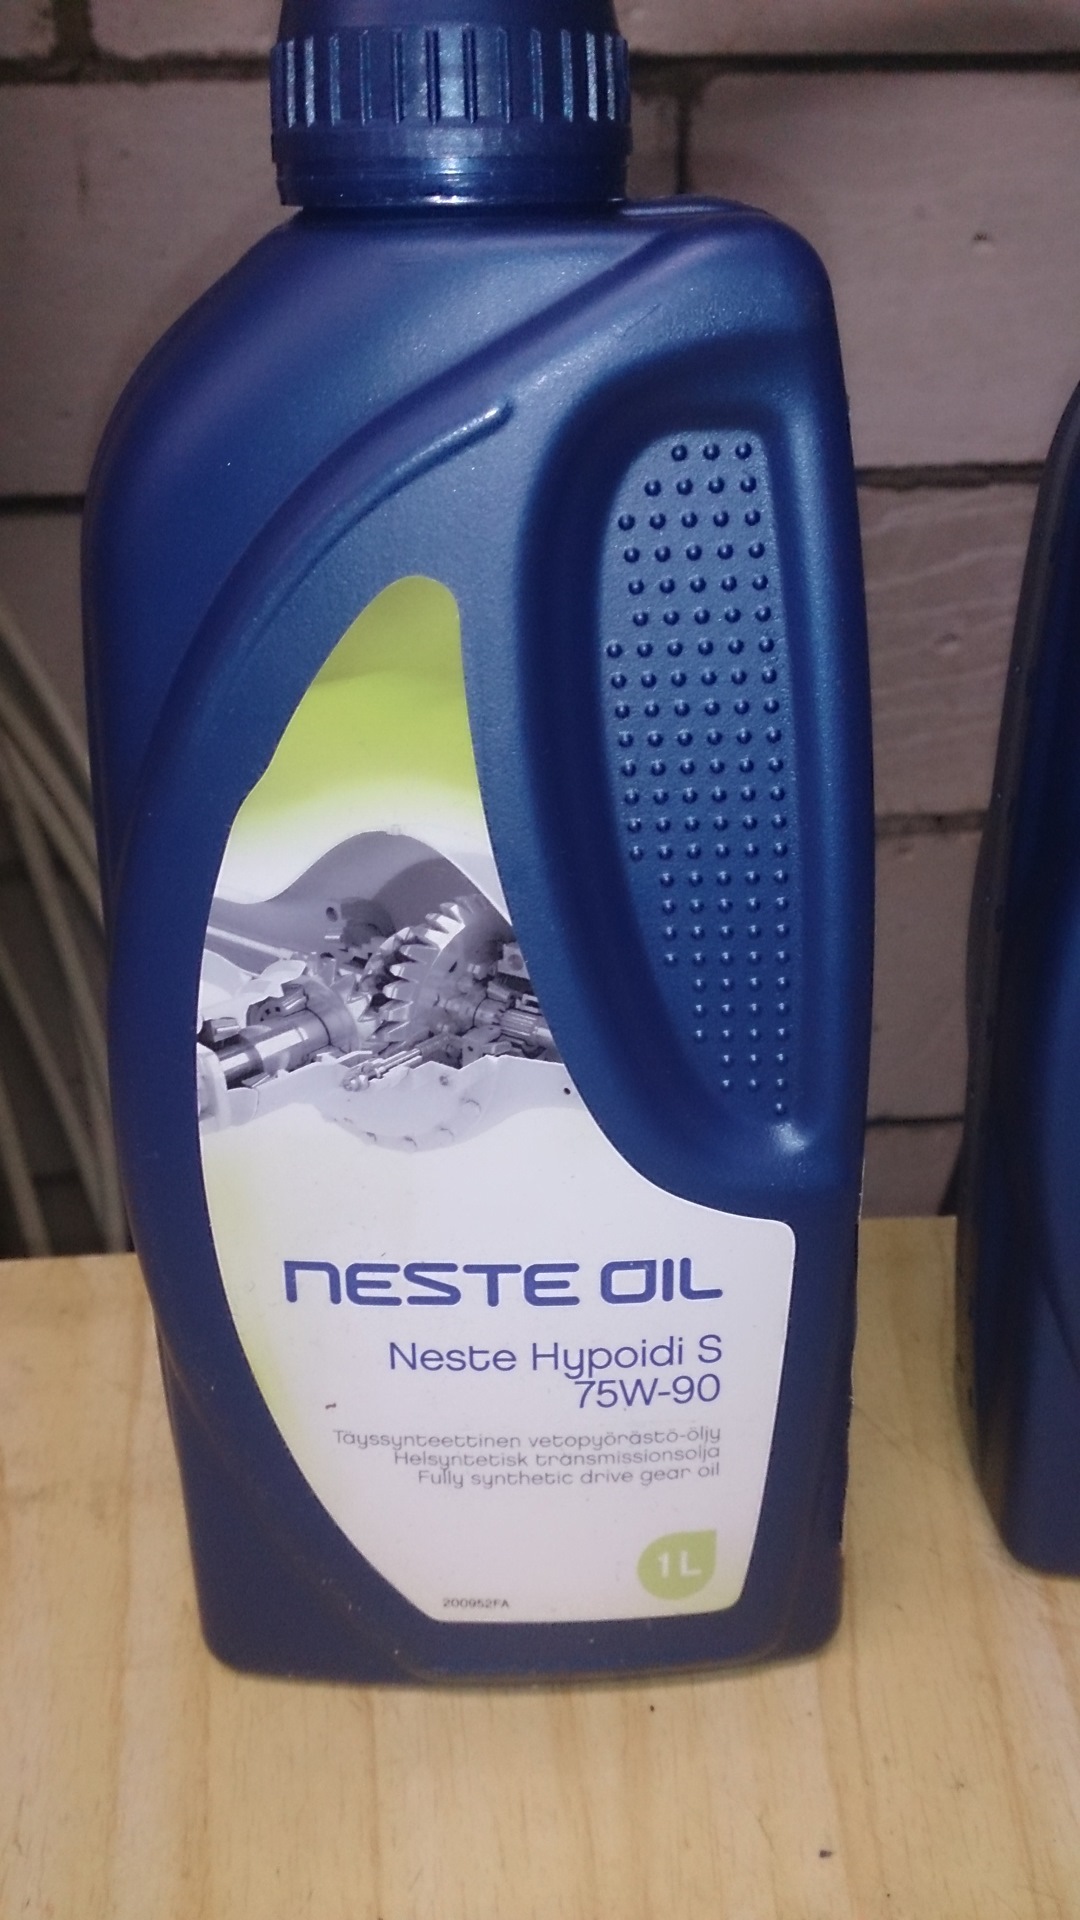 NESTE OIL
Neste Hypoidi S
75W-90
Täyssynteettinen vetopyörästö-öljy
Helsyntetisk transmissionsolja
Fully synthetic drive gear oil
1L
200952FA